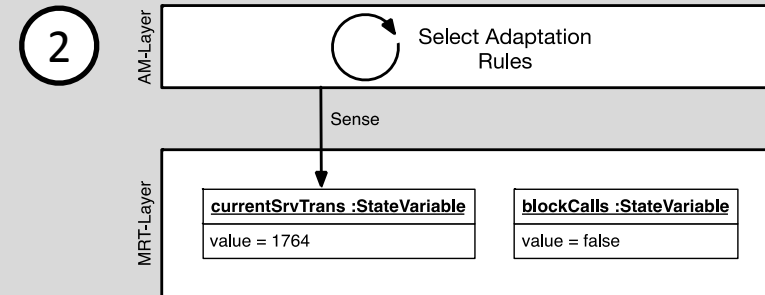 2
AM-Layer
Select Adaptation
Rules
Sense
MRT-Layer
currentSrvTrans :StateVariable
value = 1764
blockCalls :StateVariable
value = false